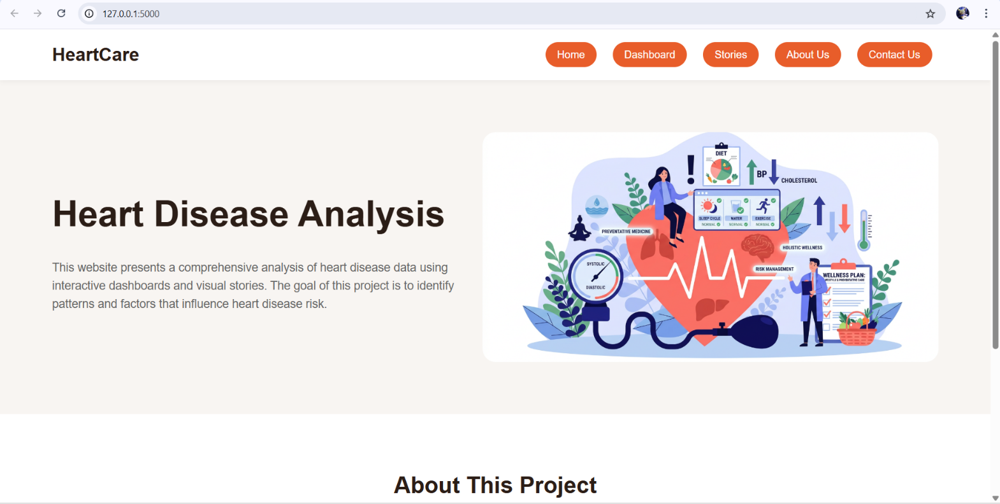 127.0.0.1:5000
HeartCare
Home
Dashboard
Stories
About Us
Contact Us
Heart Disease Analysis
This website presents a comprehensive analysis of heart disease data using
interactive dashboards and visual stories. The goal of this project is to identify
patterns and factors that influence heart disease risk.
DIET
BP
CHOLESTEROL
SLEEP CYCLE
WATER
EXERCISE
NORMAL
NORMAL
NORMAL
PREVENTATIVE MEDICINE
HOLISTIC WELLNESS
RISK MANAGEMENT
SYSTOLIC
DIASTOLIC
WELLNESS PLAN:
LIFESTYLE & PREVENTATIVE CARE
About This Project